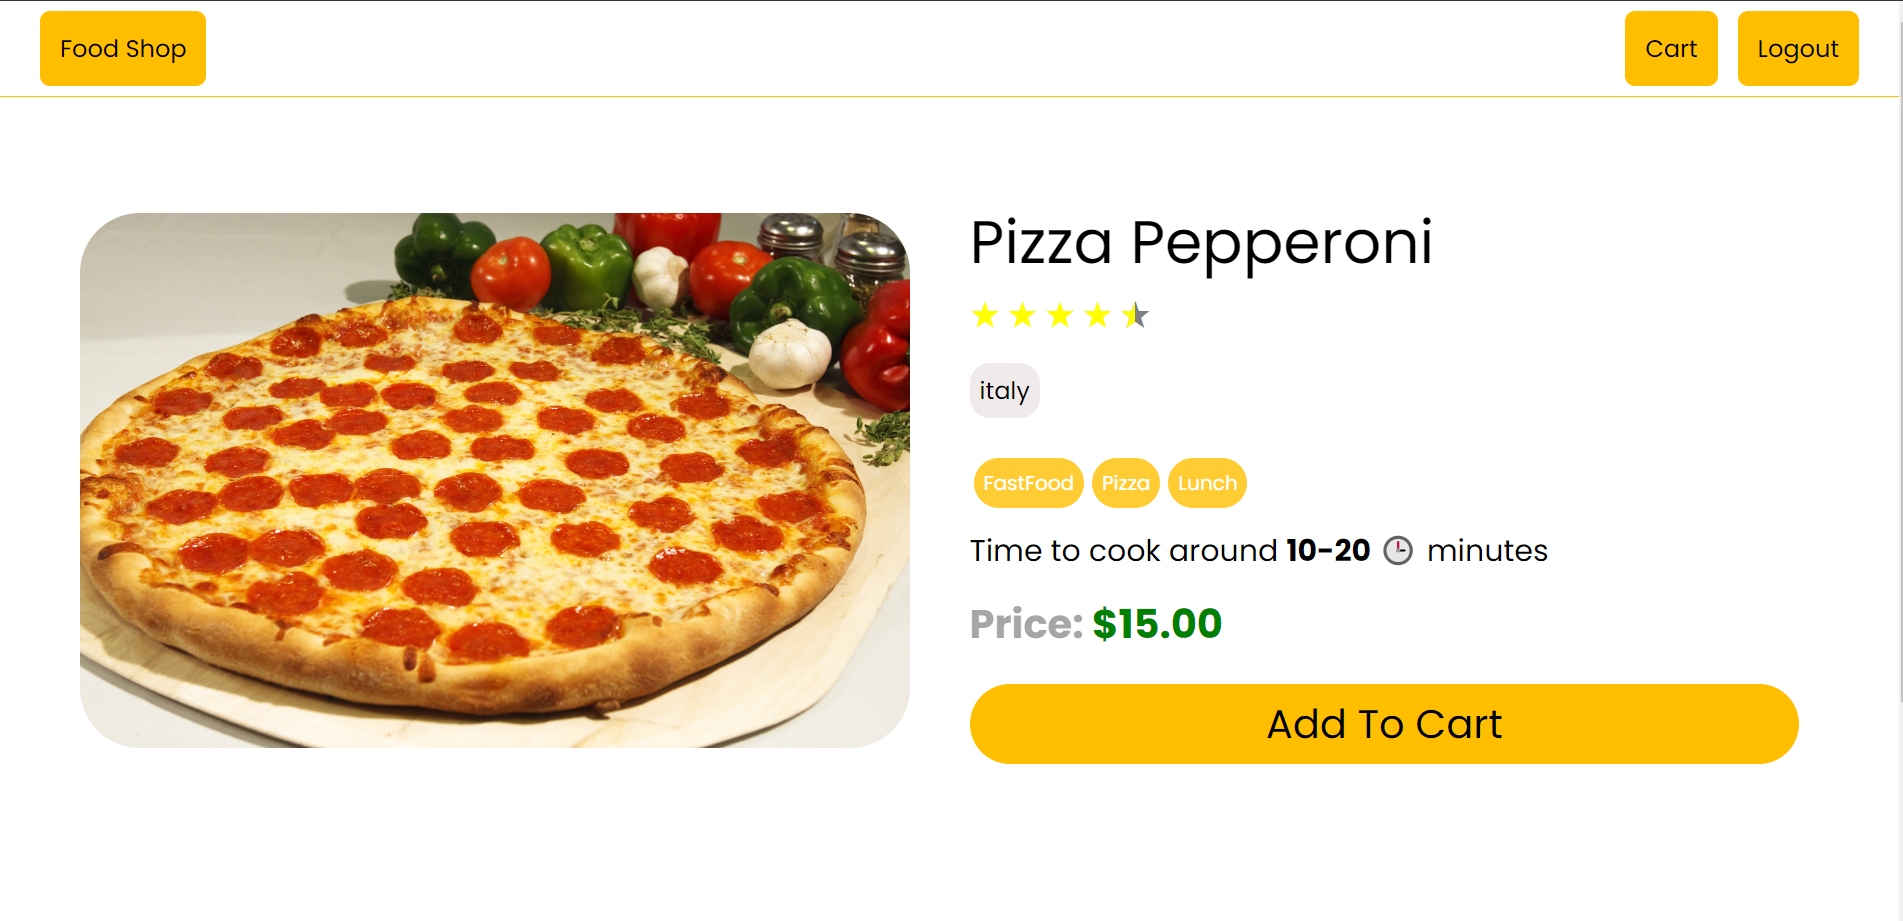 Food Shop
Cart
Logout
Pizza Pepperoni
italy
FastFood Pizza Lunch
Time to cook around 10-20 minutes
Price: $15.00
Add To Cart